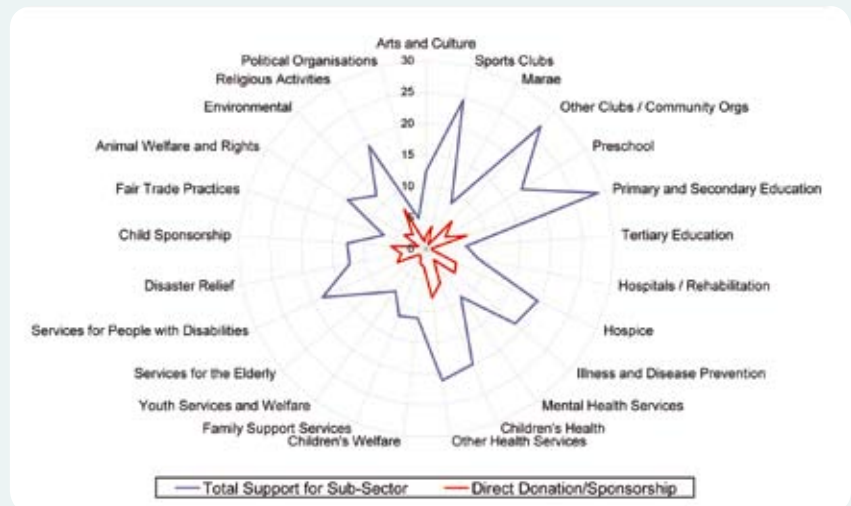 Arts and Culture
Political Organisations
Sports Clubs
Religious Activities
Marae
Environmental
Other Clubs / Community Orgs
Animal Welfare and Rights
Preschool
Fair Trade Practices
Primary and Secondary Education
Child Sponsorship
Tertiary Education
Disaster Relief
Hospitals / Rehabilitation
Services for People with Disabilities
Hospice
Services for the Elderly
Illness and Disease Prevention
Youth Services and Welfare
Mental Health Services
Family Support Services
Children's Health
Children's Welfare
Other Health Services
30
25
20
15
10
Total Support for Sub-Sector
Direct Donation/Sponsorship